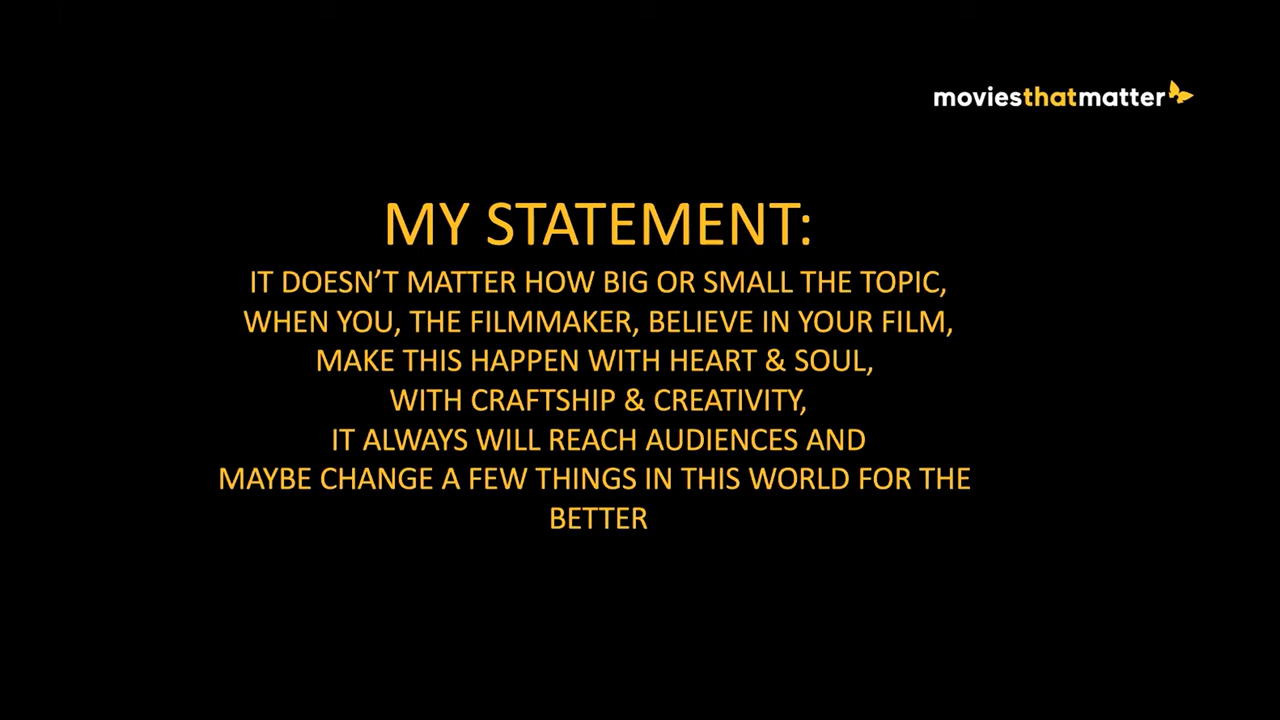 moviesthatmatter
MY STATEMENT:
IT DOESN’T MATTER HOW BIG OR SMALL THE TOPIC,
WHEN YOU, THE FILMMAKER, BELIEVE IN YOUR FILM,
MAKE THIS HAPPEN WITH HEART & SOUL,
WITH CRAFTSHIP & CREATIVITY,
IT ALWAYS WILL REACH AUDIENCES AND
MAYBE CHANGE A FEW THINGS IN THIS WORLD FOR THE
BETTER